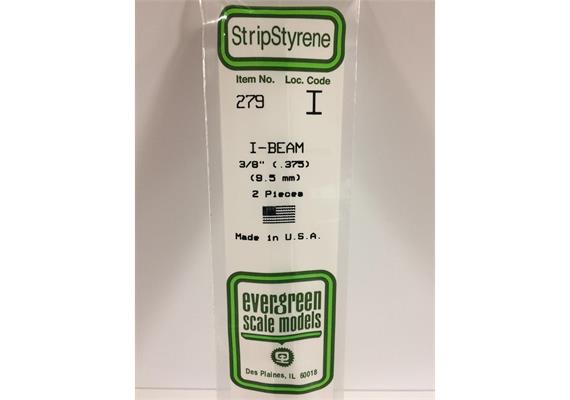 StripStyrene
Item No. Loc. Code
279 I
I-BEAM
3/8" (.375)
(9.5 mm)
2 Pieces
Made in U.S.A.
evergreen
scale models
Des Plaines, IL 60018